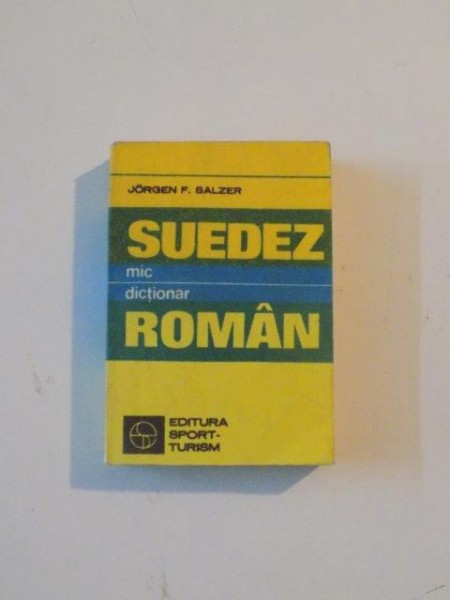 JÖRGEN F. SALZER
SUEDEZ
mic
dicționar
ROMÂN
EDITURA
SPORT-
TURISM